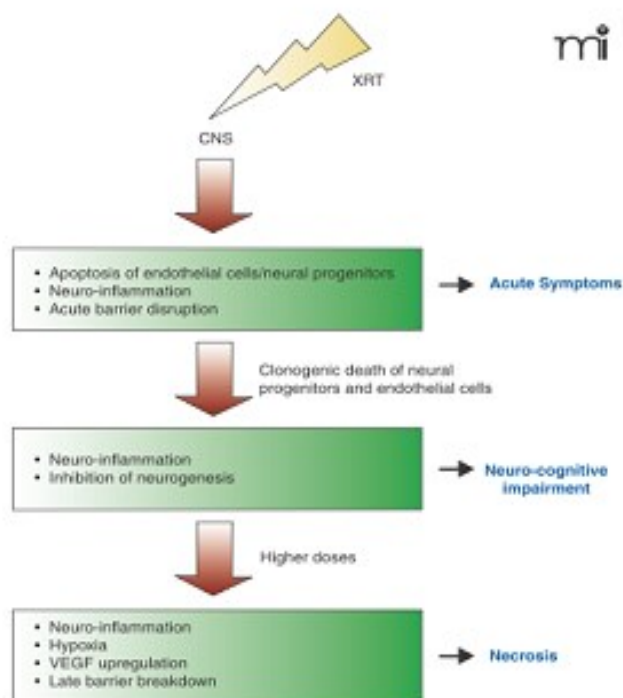 mi
XRT
CNS
• Apoptosis of endothelial cells/neural progenitors
• Neuro-inflammation
• Acute barrier disruption
Acute Symptoms
Clonogenic death of neural
progenitors and endothelial cells
• Neuro-inflammation
• Inhibition of neurogenesis
Neuro-cognitive
impairment
Higher doses
• Neuro-inflammation
• Hypoxia
• VEGF upregulation
• Late barrier breakdown
Necrosis